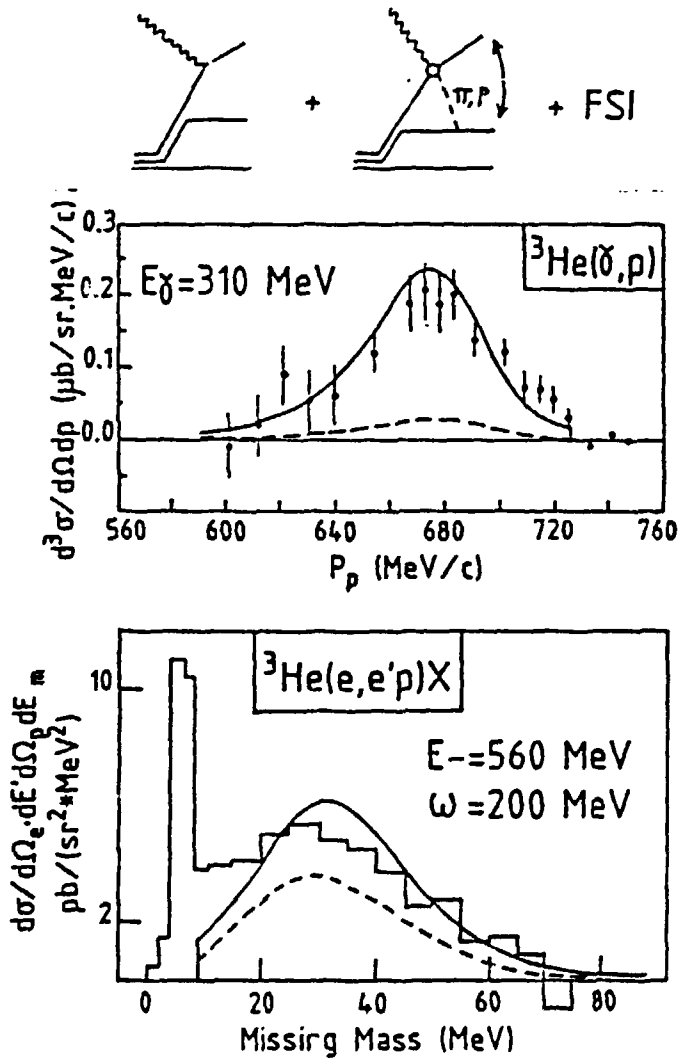 +
π,ρ
+ FSI
d³σ/dΩdp (μb/sr.MeV/c)
0.3
0.2
0.1
0.0
Eγ=310 MeV
³He(γ,p)
560
600
640
680
720
760
Pp (MeV/c)
dσ/dΩe·dE'dΩpdEm
pb/(sr²*MeV²)
10
2
³He(e,e'p)X
E-=560 MeV
ω =200 MeV
0
20
40
60
80
Missirg Mass (MeV)